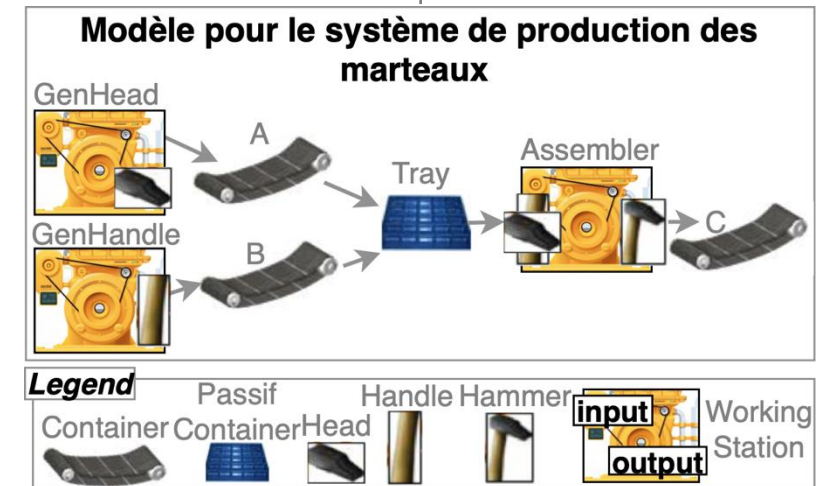 Modèle pour le système de production des
marteaux
GenHead
A
Tray
Assembler
C
GenHandle
B
Legend
Container
Passif
Container
Head
Handle
Hammer
input
output
Working
Station